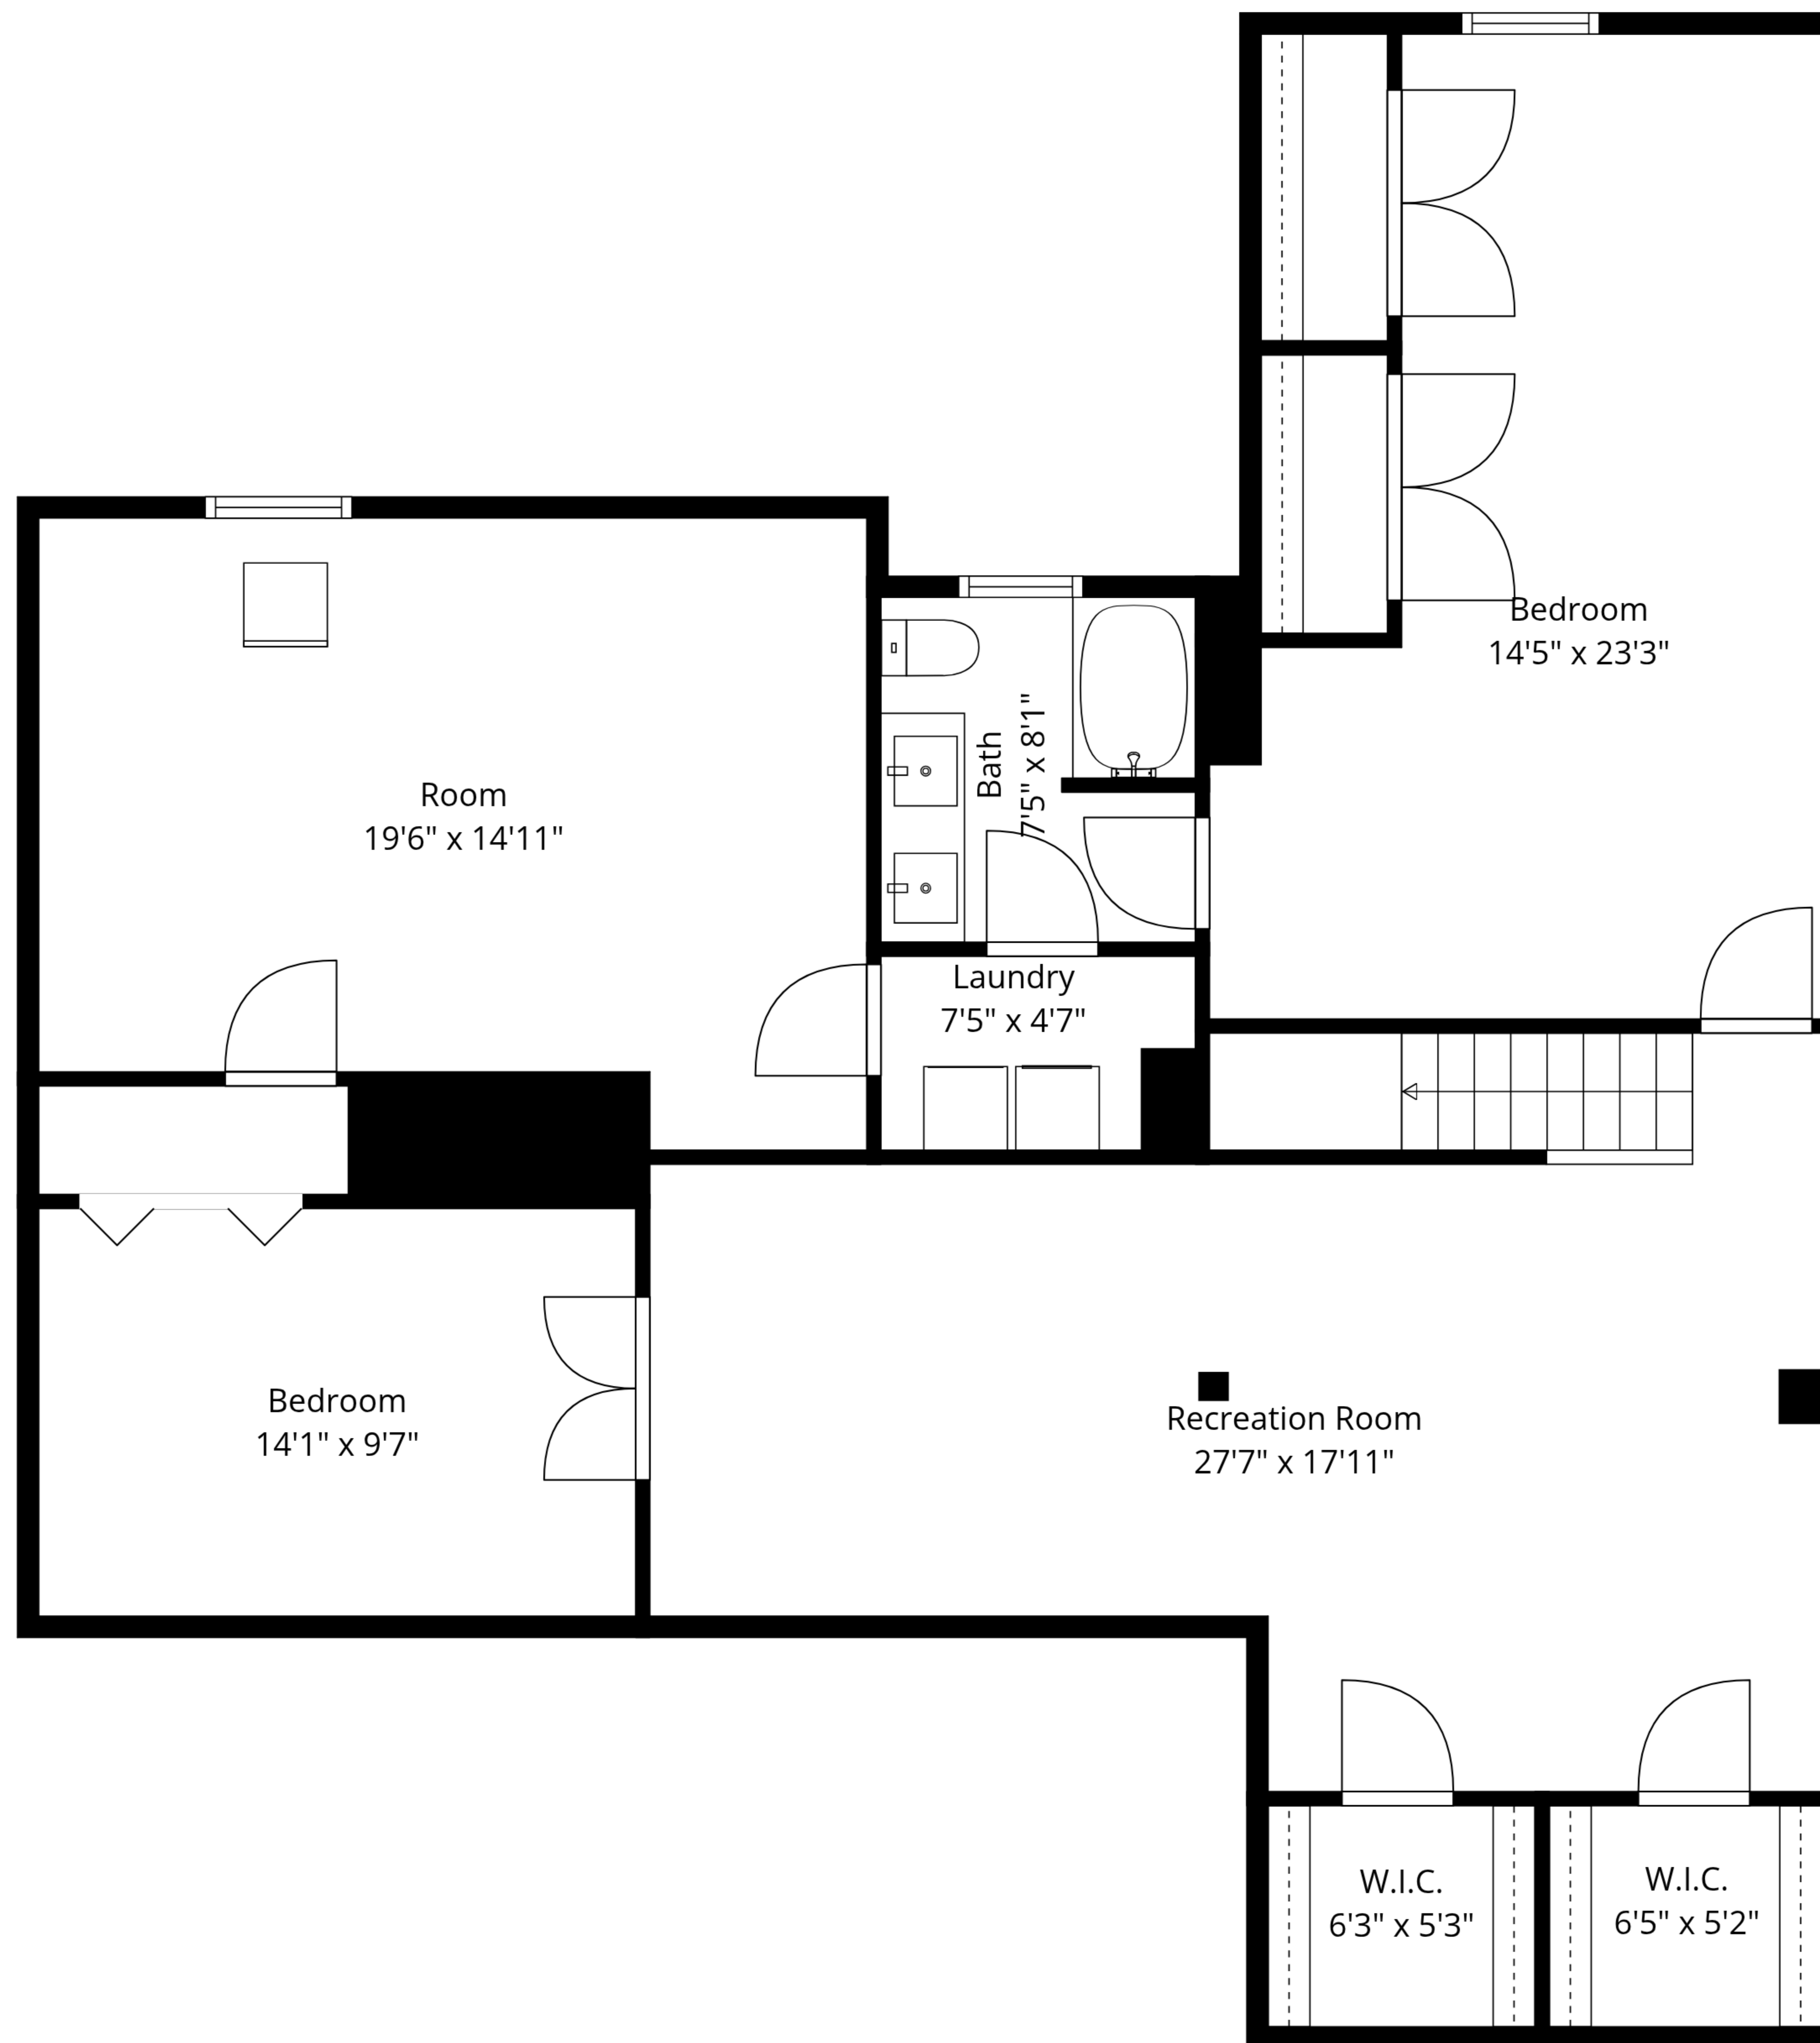 Bedroom
14'5" x 23'3"
Room
19'6" x 14'11"
Bath
7'5" x 8'1"
Laundry
7'5" x 4'7"
Bedroom
14'1" x 9'7"
Recreation Room
27'7" x 17'11"
W.I.C.
6'3" x 5'3"
W.I.C.
6'5" x 5'2"